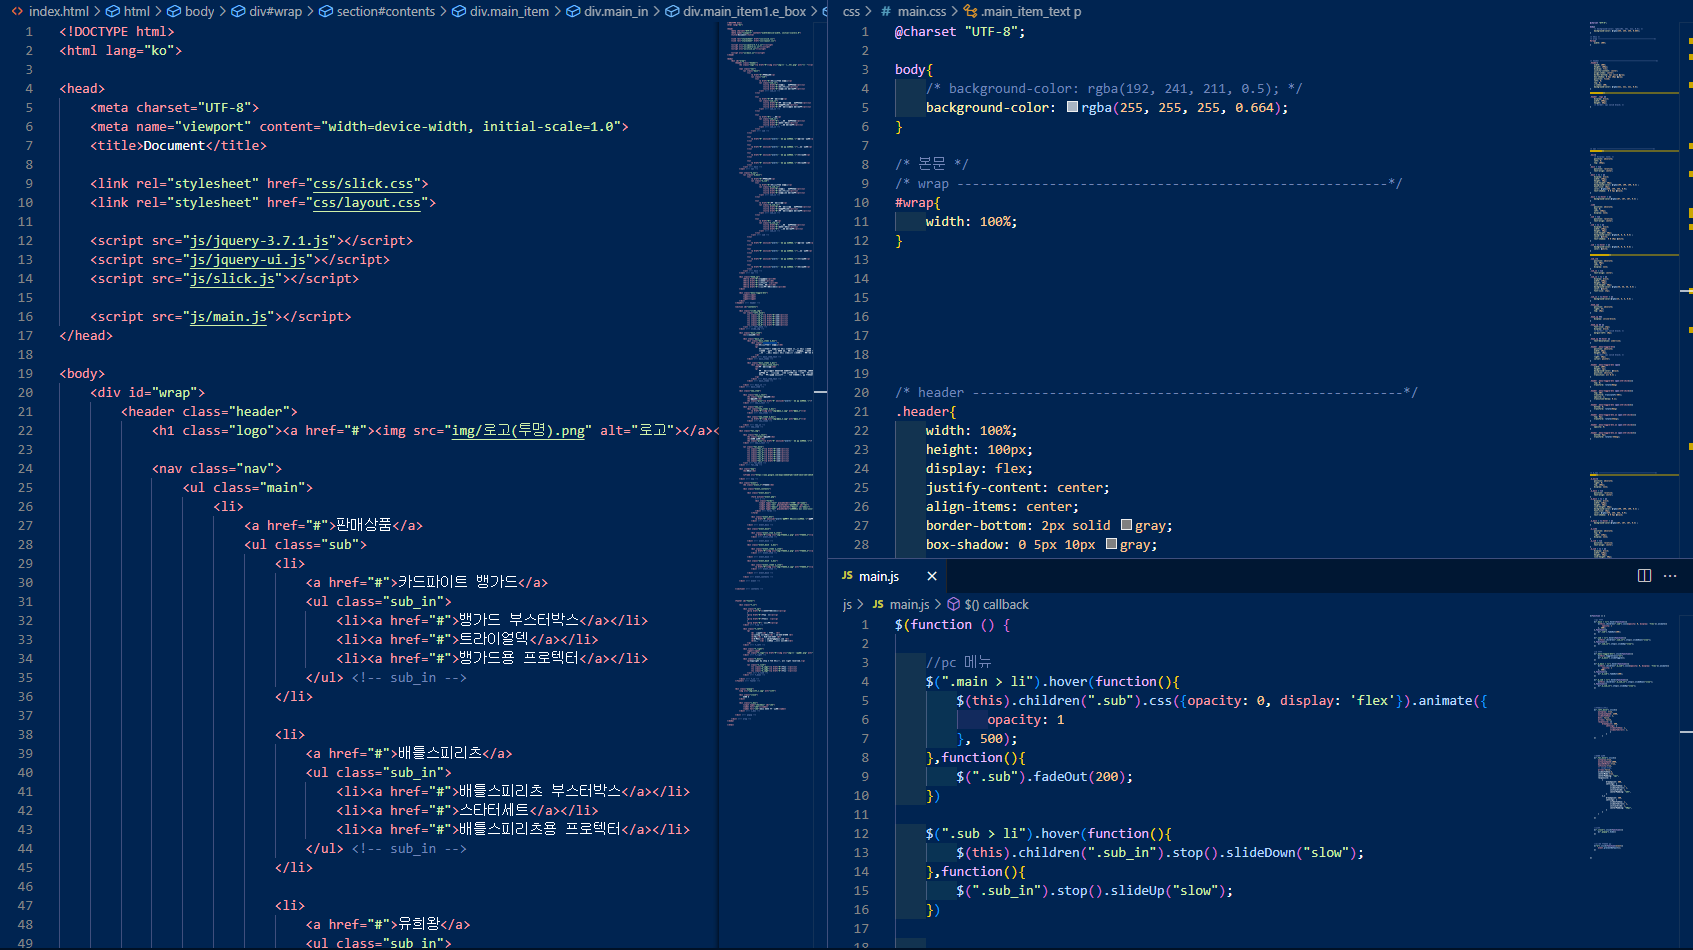 index.html > html > body > div#wrap > section#contents > div.main_item > div.main_in > div.main_item1.e_box >
1 <!DOCTYPE html>
2 <html lang="ko">
3
4 <head>
5 <meta charset="UTF-8">
6 <meta name="viewport" content="width=device-width, initial-scale=1.0">
7 <title>Document</title>
8
9 <link rel="stylesheet" href="css/slick.css">
10 <link rel="stylesheet" href="css/layout.css">
11
12 <script src="js/jquery-3.7.1.js"></script>
13 <script src="js/jquery-ui.js"></script>
14 <script src="js/slick.js"></script>
15
16 <script src="js/main.js"></script>
17 </head>
18
19 <body>
20 <div id="wrap">
21 <header class="header">
22 <h1 class="logo"><a href="#"><img src="img/로고(투명).png" alt="로고"></a><
23
24 <nav class="nav">
25 <ul class="main">
26 <li>
27 <a href="#">판매상품</a>
28 <ul class="sub">
29 <li>
30 <a href="#">카드파이트 뱅가드</a>
31 <ul class="sub_in">
32 <li><a href="#">뱅가드 부스터박스</a></li>
33 <li><a href="#">트라이얼덱</a></li>
34 <li><a href="#">뱅가드용 프로텍터</a></li>
35 </ul> <!-- sub_in -->
36 </li>
37
38 <li>
39 <a href="#">배틀스피리츠</a>
40 <ul class="sub_in">
41 <li><a href="#">배틀스피리츠 부스터박스</a></li>
42 <li><a href="#">스타터세트</a></li>
43 <li><a href="#">배틀스피리츠용 프로텍터</a></li>
44 </ul> <!-- sub_in -->
45 </li>
46
47 <li>
48 <a href="#">유희왕</a>
49 <ul class="sub_in">
css > # main.css > .main_item_text p
1 @charset "UTF-8";
2
3 body{
4 /* background-color: rgba(192, 241, 211, 0.5); */
5 background-color: rgba(255, 255, 255, 0.664);
6 }
7
8 /* 본문 */
9 /* wrap --------------------------------------------------------*/
10 #wrap{
11 width: 100%;
12 }
13
14
15
16
17
18
19
20 /* header --------------------------------------------------------*/
21 .header{
22 width: 100%;
23 height: 100px;
24 display: flex;
25 justify-content: center;
26 align-items: center;
27 border-bottom: 2px solid gray;
28 box-shadow: 0 5px 10px gray;
JS main.js ×
js > JS main.js > $() callback
1 $(function () {
2
3 //pc 메뉴
4 $(".main > li").hover(function(){
5 $(this).children(".sub").css({opacity: 0, display: 'flex'}).animate({
6 opacity: 1
7 }, 500);
8 },function(){
9 $(".sub").fadeOut(200);
10 })
11
12 $(".sub > li").hover(function(){
13 $(this).children(".sub_in").stop().slideDown("slow");
14 },function(){
15 $(".sub_in").stop().slideUp("slow");
16 })
17
18